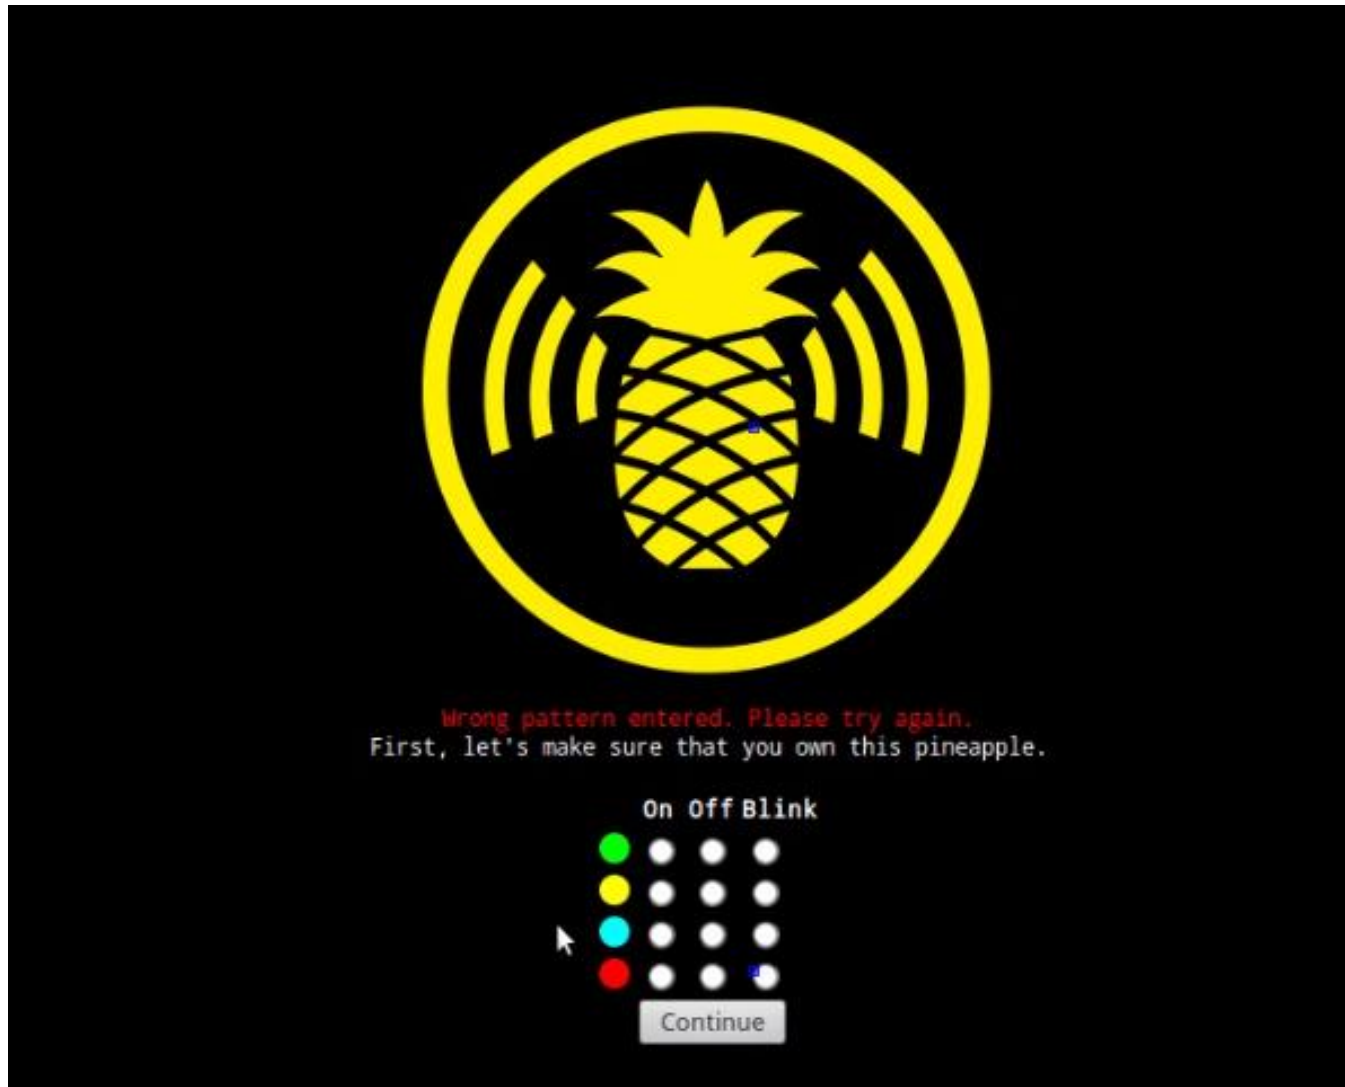 Wrong pattern entered. Please try again.
First, let's make sure that you own this pineapple.
On Off Blink
Continue